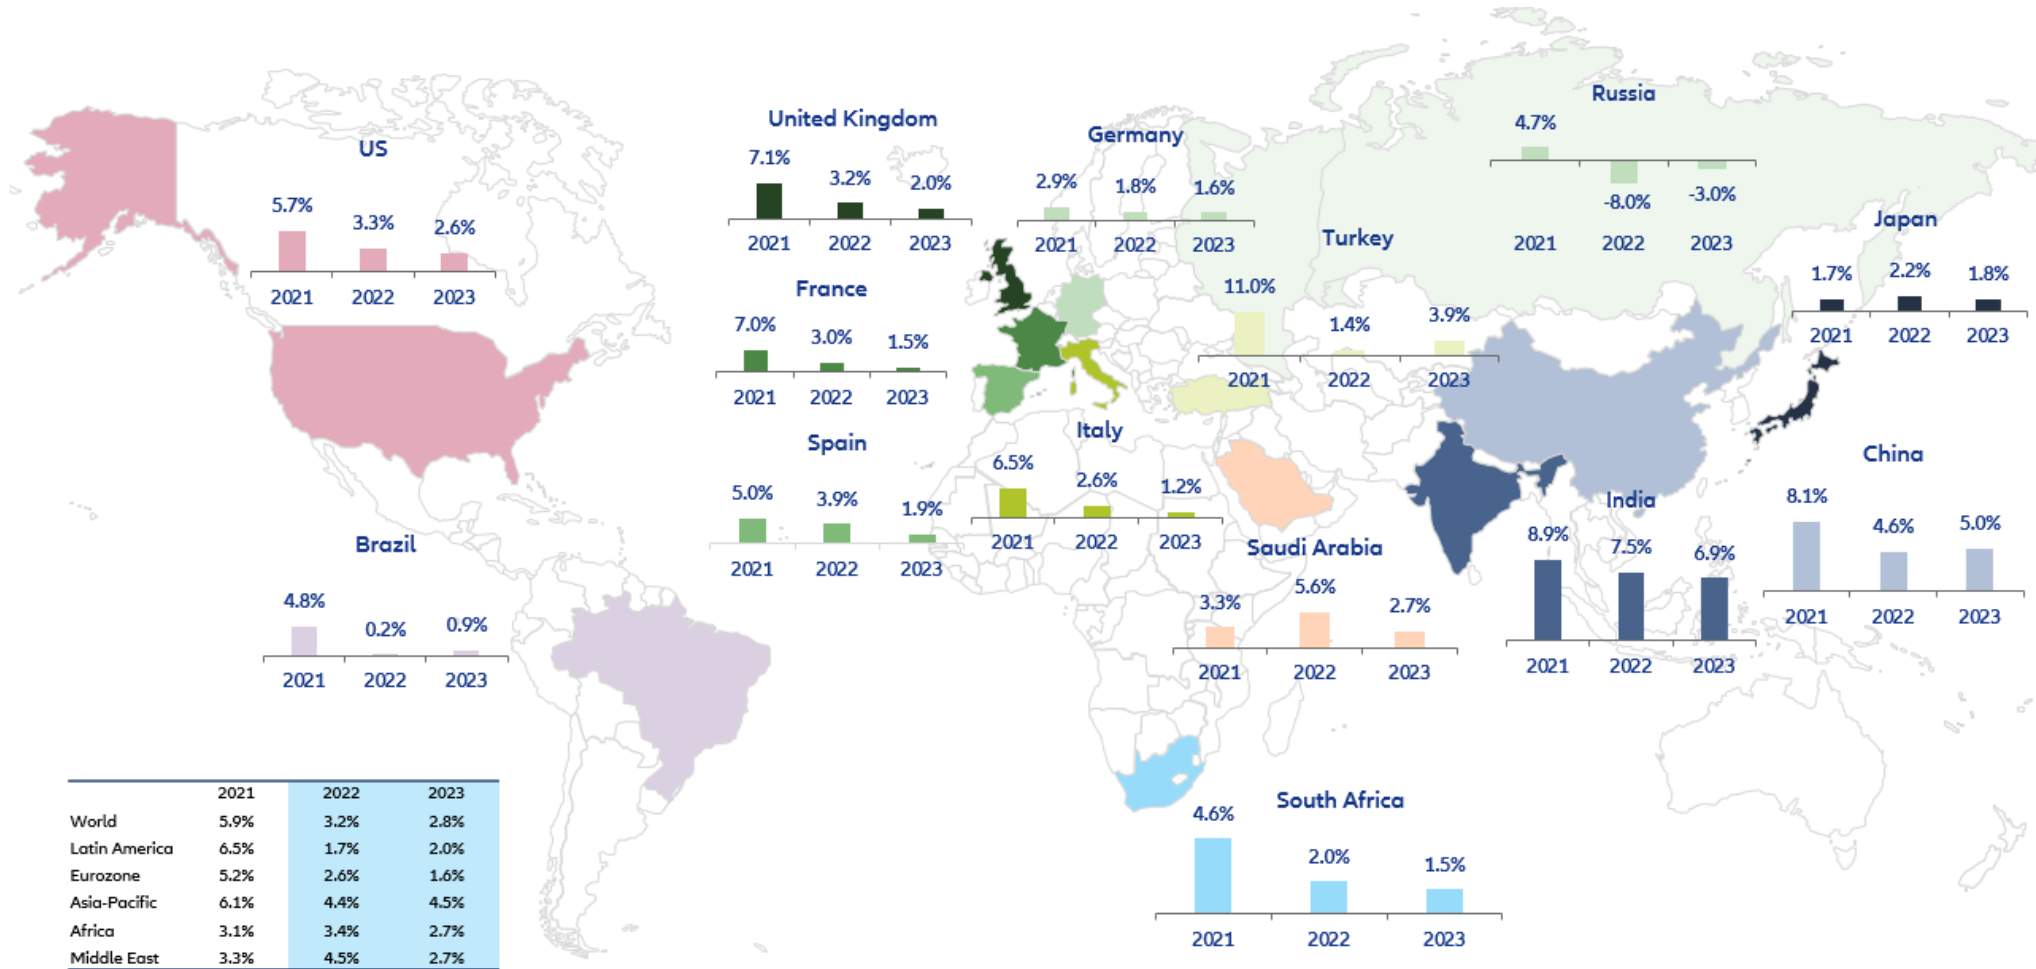 US
5.7% 3.3% 2.6%
2021 2022 2023
United Kingdom
7.1% 3.2% 2.0%
2021 2022 2023
Germany
2.9% 1.8% 1.6%
2021 2022 2023
Russia
4.7% -8.0% -3.0%
2021 2022 2023
France
7.0% 3.0% 1.5%
2021 2022 2023
Turkey
11.0% 1.4% 3.9%
2021 2022 2023
Japan
1.7% 2.2% 1.8%
2021 2022 2023
Spain
5.0% 3.9% 1.9%
2021 2022 2023
Italy
6.5% 2.6% 1.2%
2021 2022 2023
China
8.1% 4.6% 5.0%
2021 2022 2023
India
8.9% 7.5% 6.9%
2021 2022 2023
Brazil
4.8% 0.2% 0.9%
2021 2022 2023
Saudi Arabia
3.3% 5.6% 2.7%
2021 2022 2023
South Africa
4.6% 2.0% 1.5%
2021 2022 2023
2021 2022 2023
World 5.9% 3.2% 2.8%
Latin America 6.5% 1.7% 2.0%
Eurozone 5.2% 2.6% 1.6%
Asia-Pacific 6.1% 4.4% 4.5%
Africa 3.1% 3.4% 2.7%
Middle East 3.3% 4.5% 2.7%